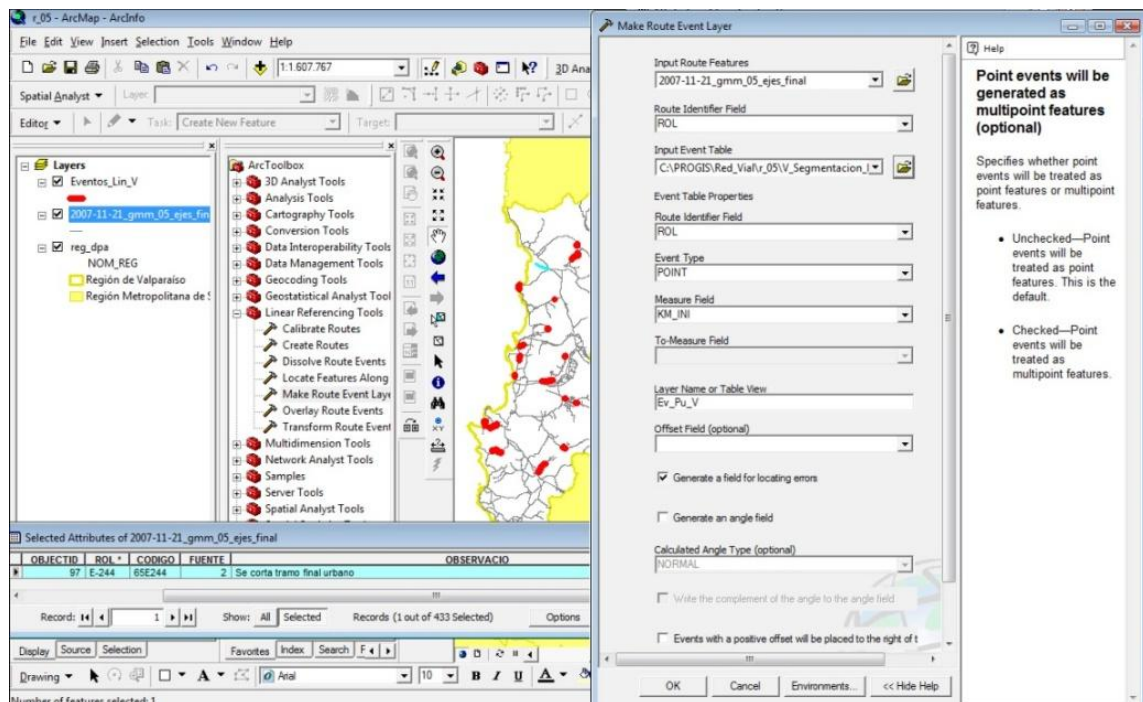 r_05 - ArcMap - ArcInfo
File Edit View Insert Selection Tools Window Help
1:1.607.767
3D Ana
Spatial Analyst
Layer:
Editor
Task: Create New Feature
Target:
Layers
Eventos_Lin_V
2007-11-21_gmm_05_ejes_fin
reg_dpa
NOM_REG
Región de Valparaíso
Región Metropolitana de S
ArcToolbox
3D Analyst Tools
Analysis Tools
Cartography Tools
Conversion Tools
Data Interoperability Tools
Data Management Tools
Geocoding Tools
Geostatistical Analyst Tool
Linear Referencing Tools
Calibrate Routes
Create Routes
Dissolve Route Events
Locate Features Along
Make Route Event Laye
Overlay Route Events
Transform Route Event
Multidimension Tools
Network Analyst Tools
Samples
Server Tools
Spatial Analyst Tools
Selected Attributes of 2007-11-21_gmm_05_ejes_final
OBJECTID ROL * CODIGO FUENTE OBSERVACIO
97 E-244 65E244 2 Se corta tramo final urbano
Record: 1 Show: All Selected Records (1 out of 433 Selected) Options
Display Source Selection
Favorites Index Search F
Drawing A Arial 10 B I U A
Number of features selected: 1
Make Route Event Layer
Input Route Features
2007-11-21_gmm_05_ejes_final
Route Identifier Field
ROL
Input Event Table
C:\PROGIS\Red_Vial\r_05\V_Segmentacion_
Event Table Properties
Route Identifier Field
ROL
Event Type
POINT
Measure Field
KM_INI
To-Measure Field
Layer Name or Table View
Ev_Pu_V
Offset Field (optional)
Generate a field for locating errors
Generate an angle field
Calculated Angle Type (optional)
NORMAL
Write the complement of the angle to the angle field
Events with a positive offset will be placed to the right of t
OK Cancel Environments... << Hide Help
Help
Point events will be
generated as
multipoint features
(optional)
Specifies whether point
events will be treated as
point features or multipoint
features.
• Unchecked—Point
events will be
treated as point
features. This is the
default.
• Checked—Point
events will be
treated as
multipoint features.